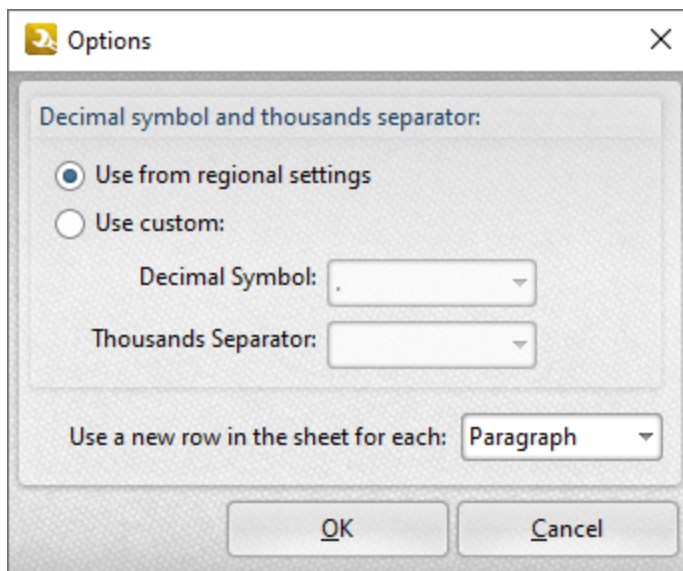 Options
Decimal symbol and thousands separator:
Use from regional settings
Use custom:
Decimal Symbol: .
Thousands Separator:
Use a new row in the sheet for each: Paragraph
OK Cancel